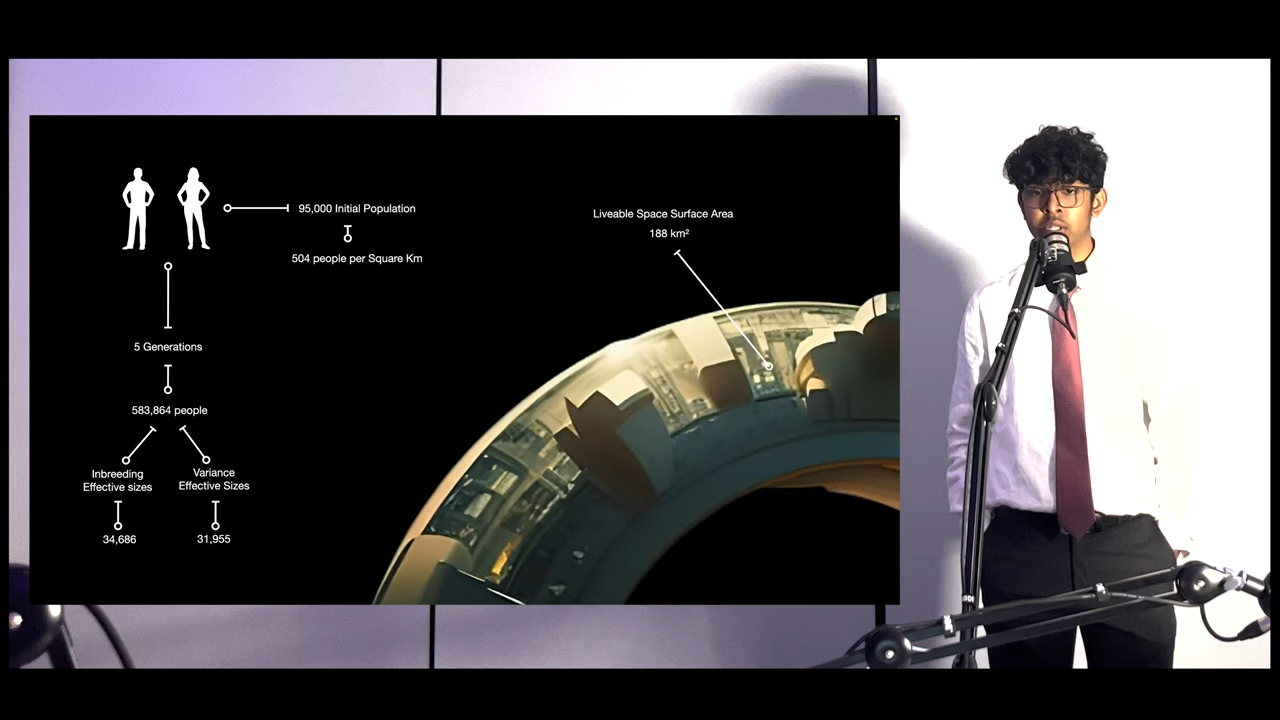 95,000 Initial Population
504 people per Square Km
Liveable Space Surface Area
188 km²
5 Generations
583,864 people
Inbreeding
Effective sizes
Variance
Effective Sizes
34,686
31,955